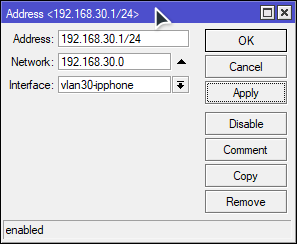 Address <192.168.30.1/24>
Address: 192.168.30.1/24
OK
Network: 192.168.30.0
Cancel
Interface: vlan30-ipphone
Apply
Disable
Comment
Copy
Remove
enabled